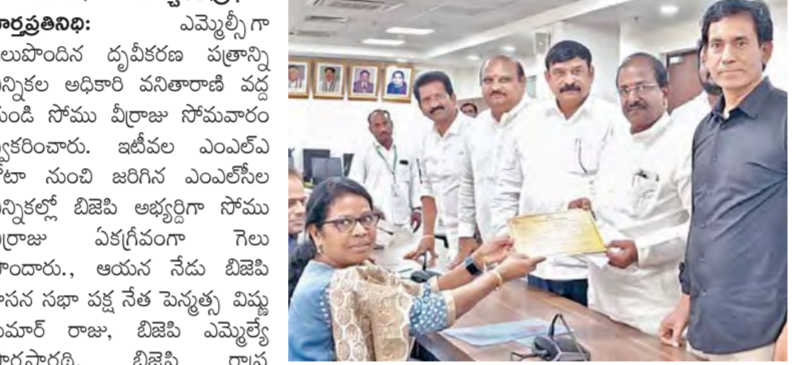 ప్రతినిధి: ఎమ్మెల్సీగా
లుపొందిన దృవీకరణ పత్రాన్ని
న్నికల అధికారి వనితారాణి వద్ద
ండి సోము వీర్రాజు సోమవారం
కరించారు. ఇటీవల ఎంఎల్ఎ
టా నుంచి జరిగిన ఎంఎల్‌సీల
న్నికల్లో బిజెపి అభ్యర్దిగా సోము
ర్రాజు ఏకగ్రీవంగా గెలు
ందారు., ఆయన నేడు బిజెపి
సన సభా పక్ష నేత పెన్మత్స విష్ణు
మార్ రాజు, బిజెపి ఎమ్మెల్యే